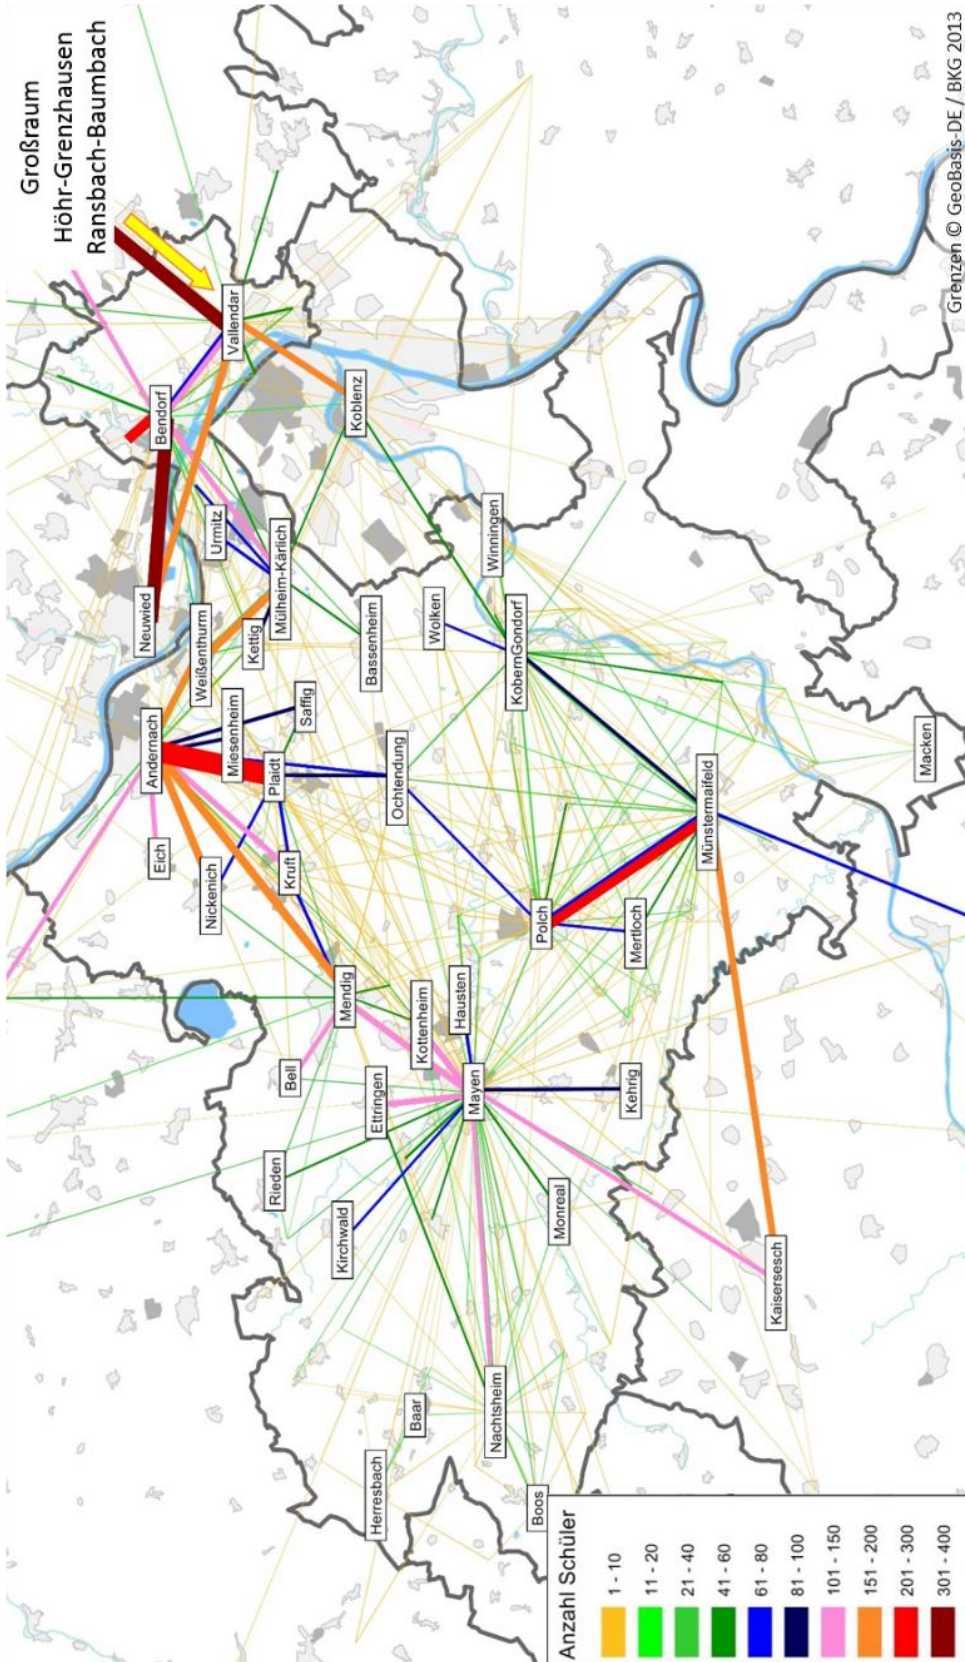 Großraum
Höhr-Grenzhausen
Ransbach-Baumbach
Vallendar
Bendorf
Koblenz
Urmitz
Mülheim-Kärlich
Winningen
Neuwied
Weißenthurm
Kettig
Bassenheim
Wolken
KobernGondorf
Andernach
Miesenheim
Saffig
Plaidt
Ochtendung
Macken
Münstermaifeld
Eich
Nickenich
Kruft
Polch
Mertloch
Mendig
Kottenheim
Hausten
Bell
Ettringen
Mayen
Kehrig
Rieden
Kirchwald
Monreal
Kaisersesch
Nachtsheim
Baar
Herresbach
Boos
Anzahl Schüler
1 - 10
11 - 20
21 - 40
41 - 60
61 - 80
81 - 100
101 - 150
151 - 200
201 - 300
301 - 400
Grenzen © GeoBasis-DE / BKG 2013